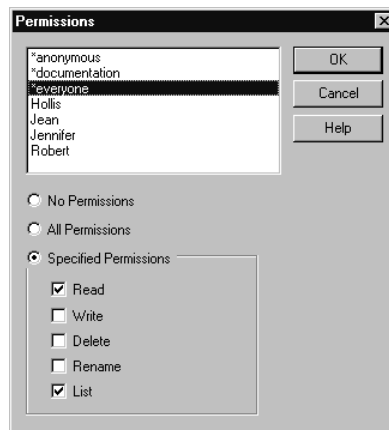 Permissions
*anonymous
*documentation
*everyone
Hollis
Jean
Jennifer
Robert
OK
Cancel
Help
No Permissions
All Permissions
Specified Permissions
Read
Write
Delete
Rename
List